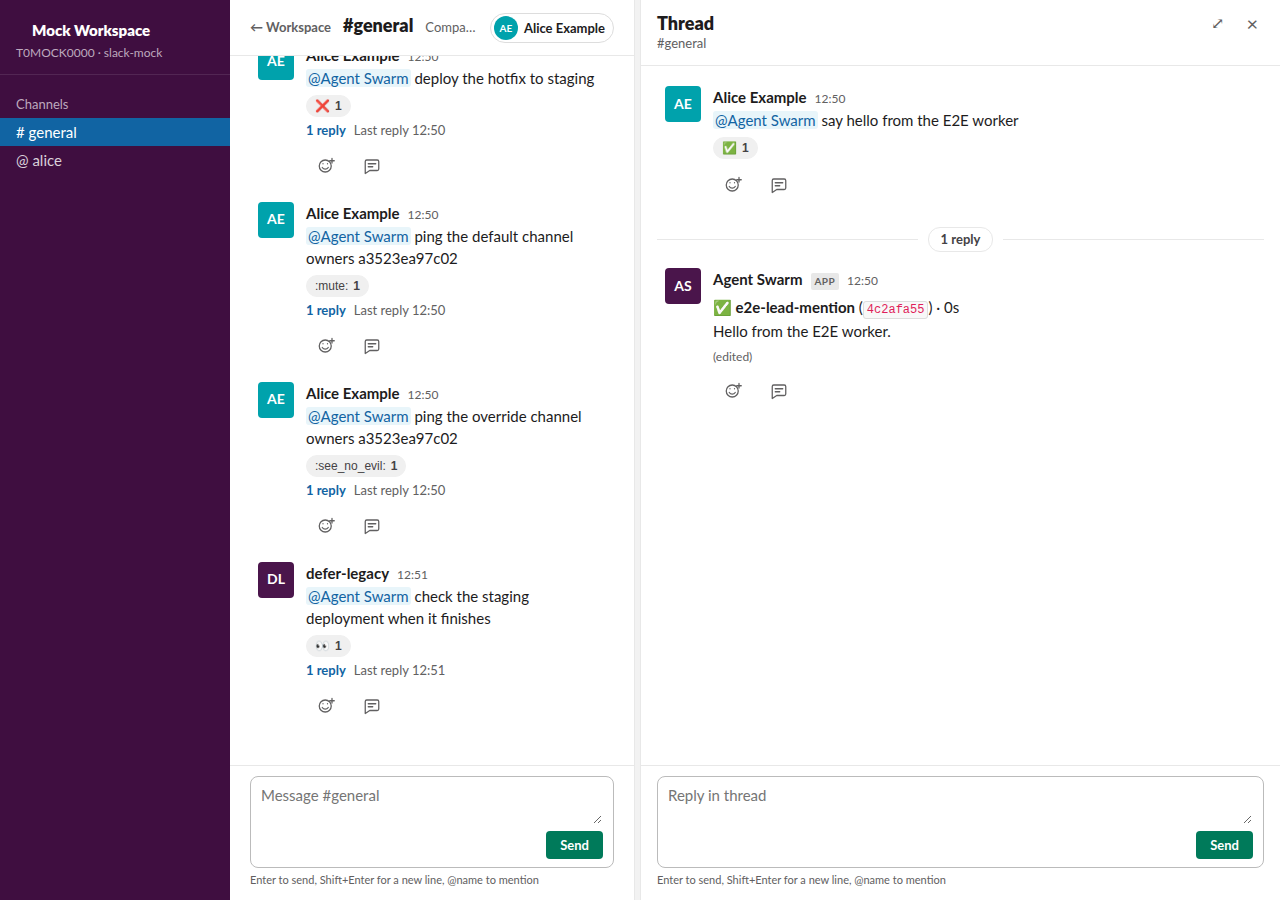 Mock Workspace
T0MOCK0000 · slack-mock
Channels
# general
@ alice
← Workspace #general Compa... AE Alice Example
AE Alice Example 12:50
@Agent Swarm deploy the hotfix to staging
❌ 1
1 reply Last reply 12:50
AE Alice Example 12:50
@Agent Swarm ping the default channel
owners a3523ea97c02
:mute: 1
1 reply Last reply 12:50
AE Alice Example 12:50
@Agent Swarm ping the override channel
owners a3523ea97c02
:see_no_evil: 1
1 reply Last reply 12:50
DL defer-legacy 12:51
@Agent Swarm check the staging
deployment when it finishes
👀 1
1 reply Last reply 12:51
Message #general
Send
Enter to send, Shift+Enter for a new line, @name to mention
Thread
#general
AE Alice Example 12:50
@Agent Swarm say hello from the E2E worker
✅ 1
1 reply
AS Agent Swarm APP 12:50
✅ e2e-lead-mention (4c2afa55) · 0s
Hello from the E2E worker.
(edited)
Reply in thread
Send
Enter to send, Shift+Enter for a new line, @name to mention